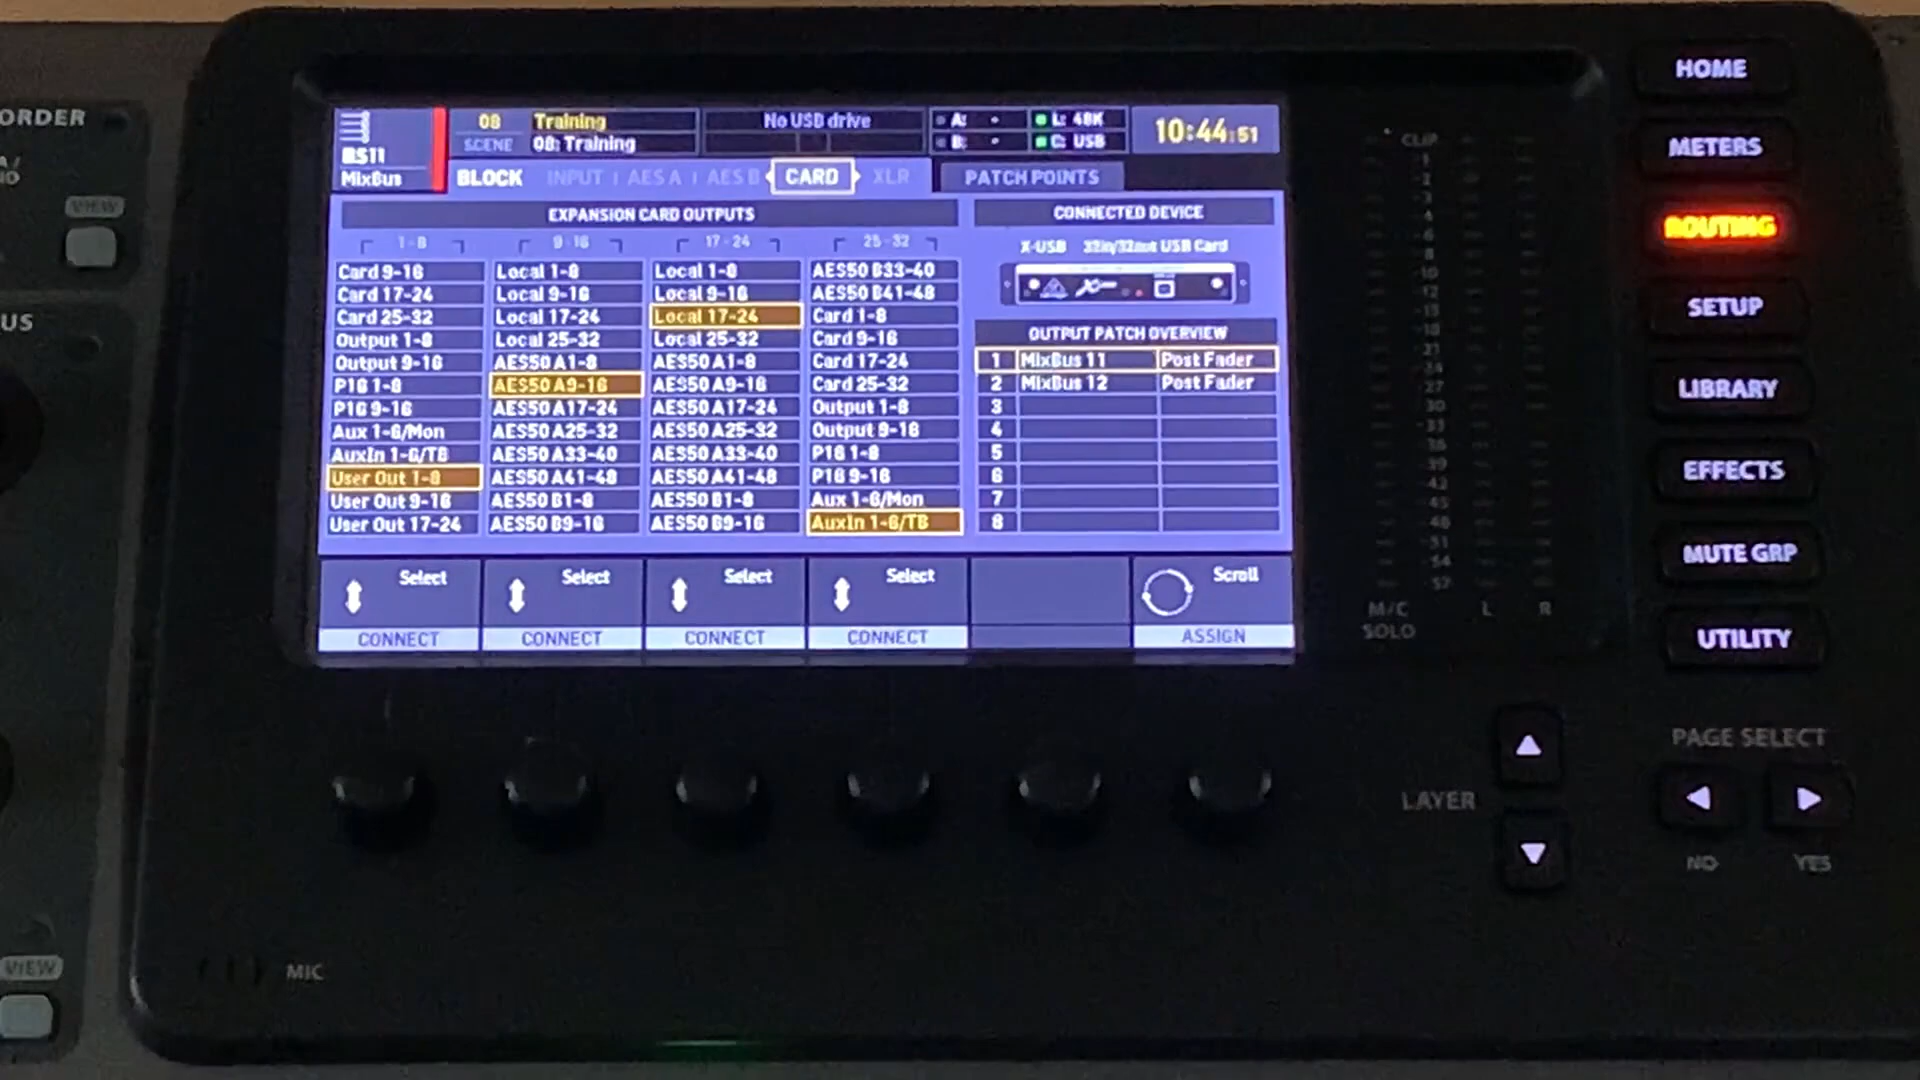 ORDER
US
VIEW
VIEW
MIC
BS11
MixBus
08 Training
SCENE 08: Training
No USB drive
A: L: 48K
B: C: USB
10:44:51
BLOCK INPUT | AES A | AES B CARD XLR PATCH POINTS
EXPANSION CARD OUTPUTS
1-8 9-16 17-24 25-32
Card 9-16 Local 1-8 Local 1-8 AES50 B33-40
Card 17-24 Local 9-16 Local 9-16 AES50 B41-48
Card 25-32 Local 17-24 Local 17-24 Card 1-8
Output 1-8 Local 25-32 Local 25-32 Card 9-16
Output 9-16 AES50 A1-8 AES50 A1-8 Card 17-24
P16 1-8 AES50 A9-16 AES50 A9-16 Card 25-32
P16 9-16 AES50 A17-24 AES50 A17-24 Output 1-8
Aux 1-6/Mon AES50 A25-32 AES50 A25-32 Output 9-16
AuxIn 1-6/TB AES50 A33-40 AES50 A33-40 P16 1-8
User Out 1-8 AES50 A41-48 AES50 A41-48 P16 9-16
User Out 9-16 AES50 B1-8 AES50 B1-8 Aux 1-6/Mon
User Out 17-24 AES50 B9-16 AES50 B9-16 AuxIn 1-6/TB
CONNECTED DEVICE
X-USB 32in/32out USB Card
OUTPUT PATCH OVERVIEW
1 MixBus 11 Post Fader
2 MixBus 12 Post Fader
3
4
5
6
7
8
Select Select Select Select Scroll
CONNECT CONNECT CONNECT CONNECT ASSIGN
CLIP
M/C
SOLO
L R
HOME
METERS
ROUTING
SETUP
LIBRARY
EFFECTS
MUTE GRP
UTILITY
PAGE SELECT
LAYER
NO YES